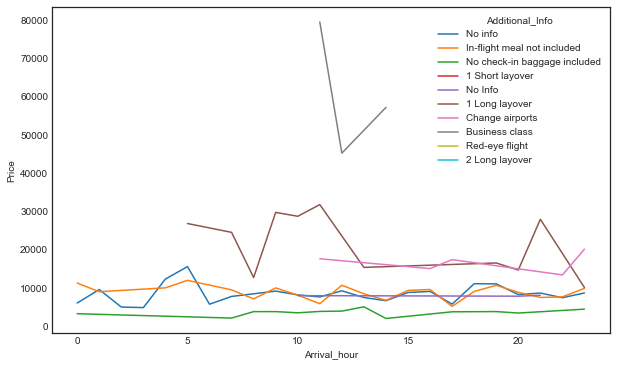 80000
70000
60000
50000
40000
30000
20000
10000
0
Price
0 5 10 15 20
Arrival_hour
Additional_Info
No info
In-flight meal not included
No check-in baggage included
1 Short layover
No Info
1 Long layover
Change airports
Business class
Red-eye flight
2 Long layover